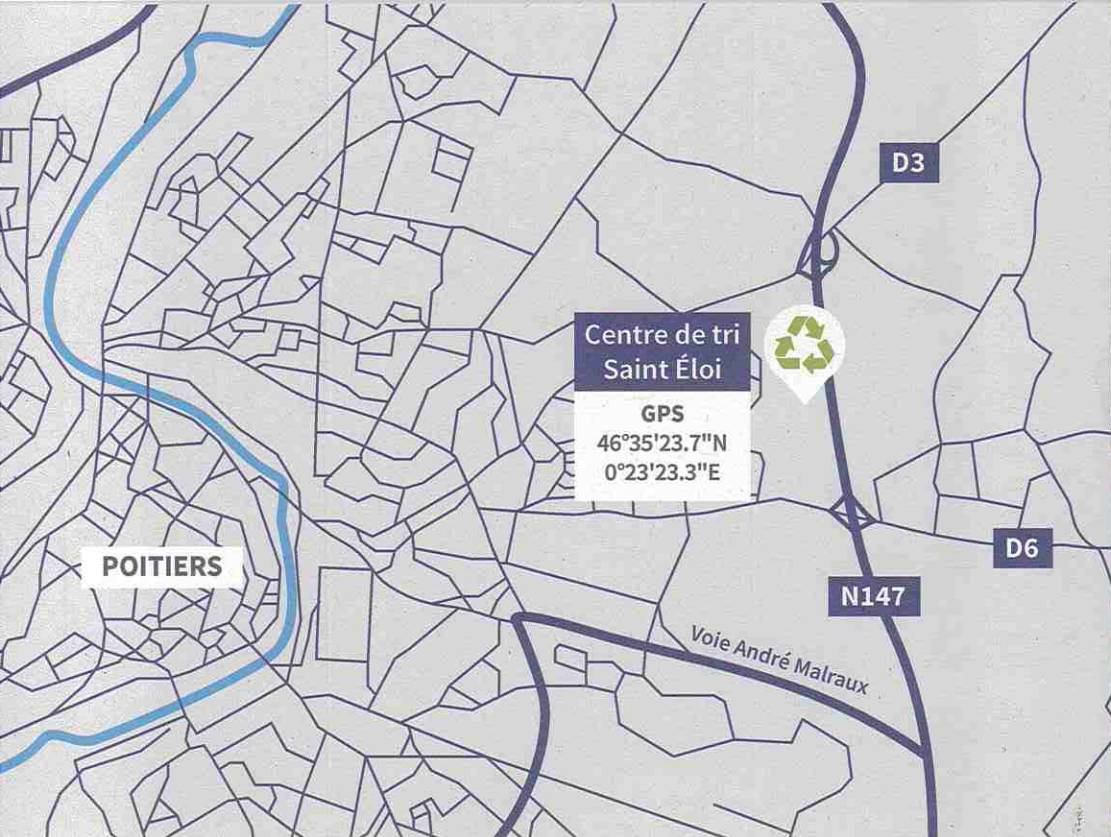 D3
Centre de tri
Saint Éloi
GPS
46°35'23.7"N
0°23'23.3"E
POITIERS
D6
N147
Voie André Malraux